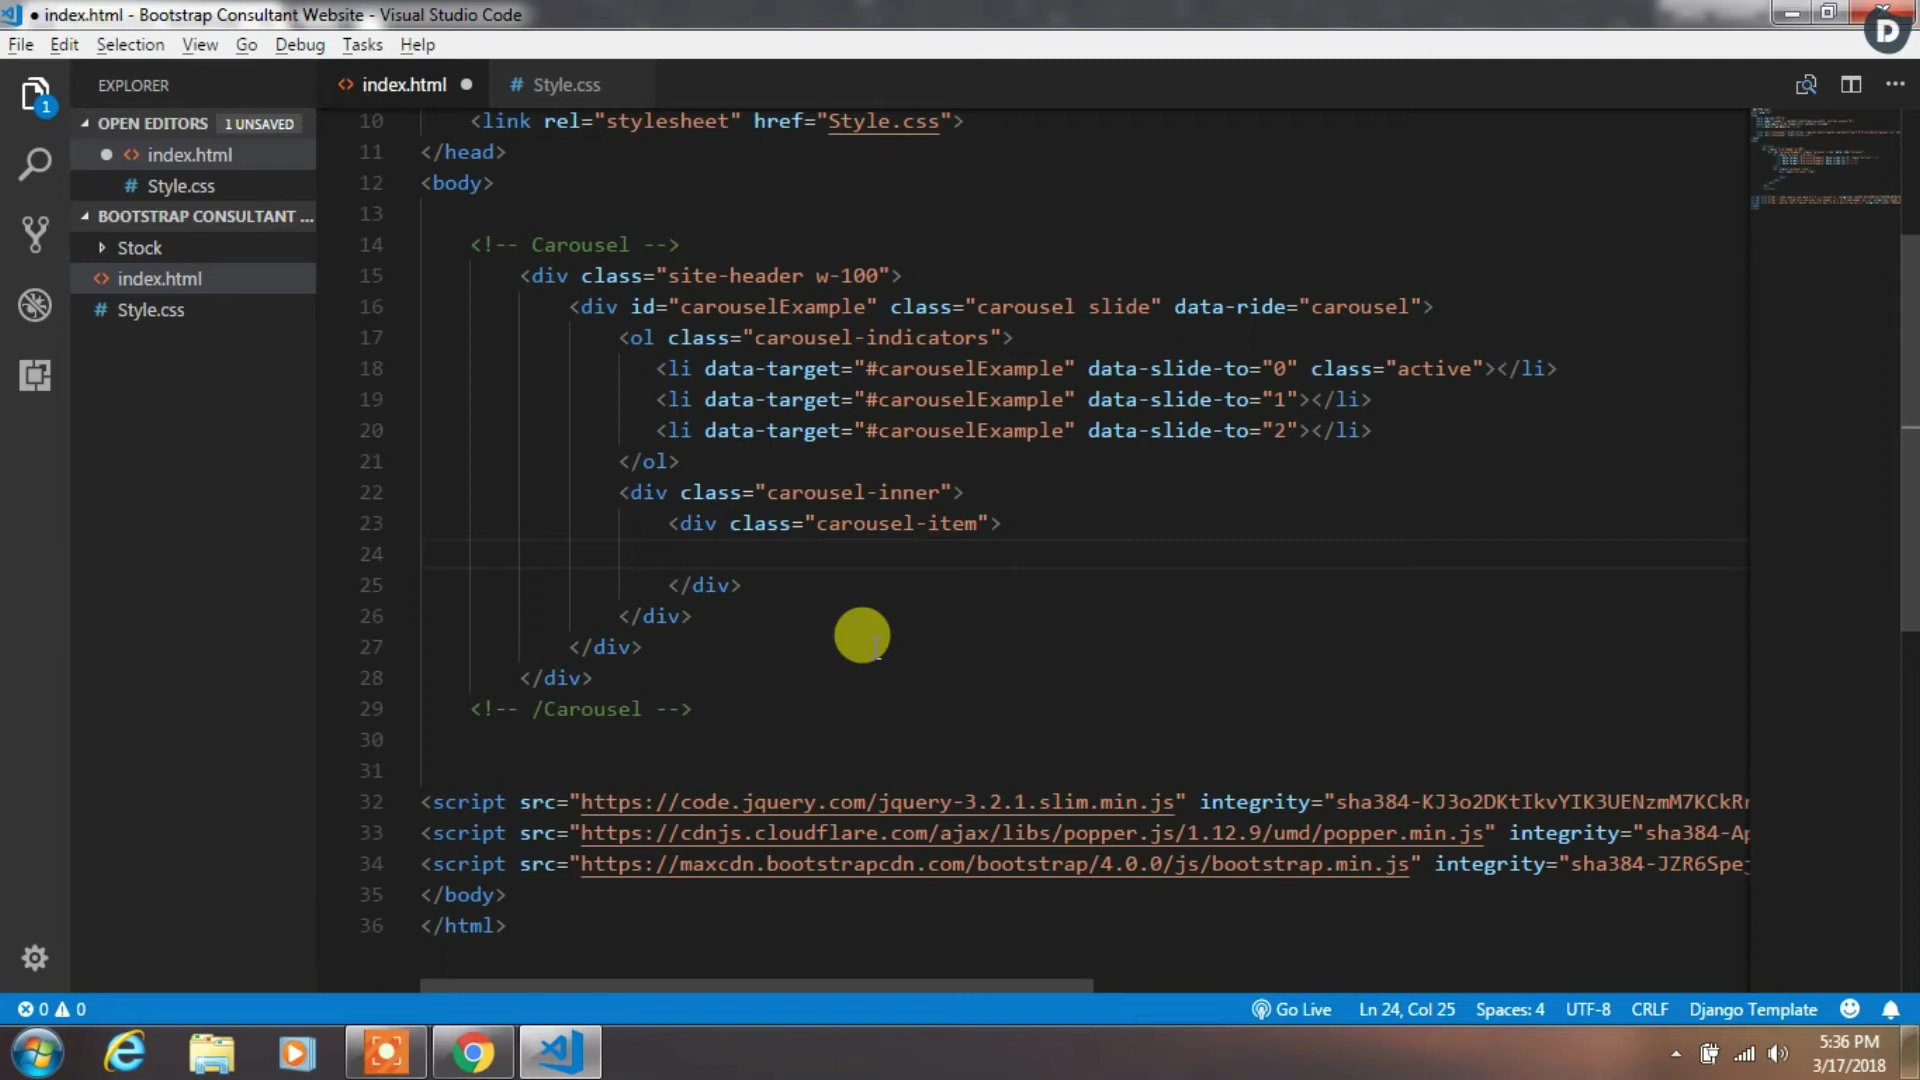 index.html - Bootstrap Consultant Website - Visual Studio Code
File Edit Selection View Go Debug Tasks Help
D
1
EXPLORER
OPEN EDITORS 1 UNSAVED
index.html
# Style.css
BOOTSTRAP CONSULTANT ...
Stock
index.html
# Style.css
index.html
# Style.css
10 <link rel="stylesheet" href="Style.css">
11 </head>
12 <body>
13
14 <!-- Carousel -->
15 <div class="site-header w-100">
16 <div id="carouselExample" class="carousel slide" data-ride="carousel">
17 <ol class="carousel-indicators">
18 <li data-target="#carouselExample" data-slide-to="0" class="active"></li>
19 <li data-target="#carouselExample" data-slide-to="1"></li>
20 <li data-target="#carouselExample" data-slide-to="2"></li>
21 </ol>
22 <div class="carousel-inner">
23 <div class="carousel-item">
24
25 </div>
26 </div>
27 </div>
28 </div>
29 <!-- /Carousel -->
30
31
32 <script src="https://code.jquery.com/jquery-3.2.1.slim.min.js" integrity="sha384-KJ3o2DKtIkvYIK3UENzmM7KCkRr
33 <script src="https://cdnjs.cloudflare.com/ajax/libs/popper.js/1.12.9/umd/popper.min.js" integrity="sha384-Ap
34 <script src="https://maxcdn.bootstrapcdn.com/bootstrap/4.0.0/js/bootstrap.min.js" integrity="sha384-JZR6Spej
35 </body>
36 </html>
0 0 Go Live Ln 24, Col 25 Spaces: 4 UTF-8 CRLF Django Template
5:36 PM
3/17/2018